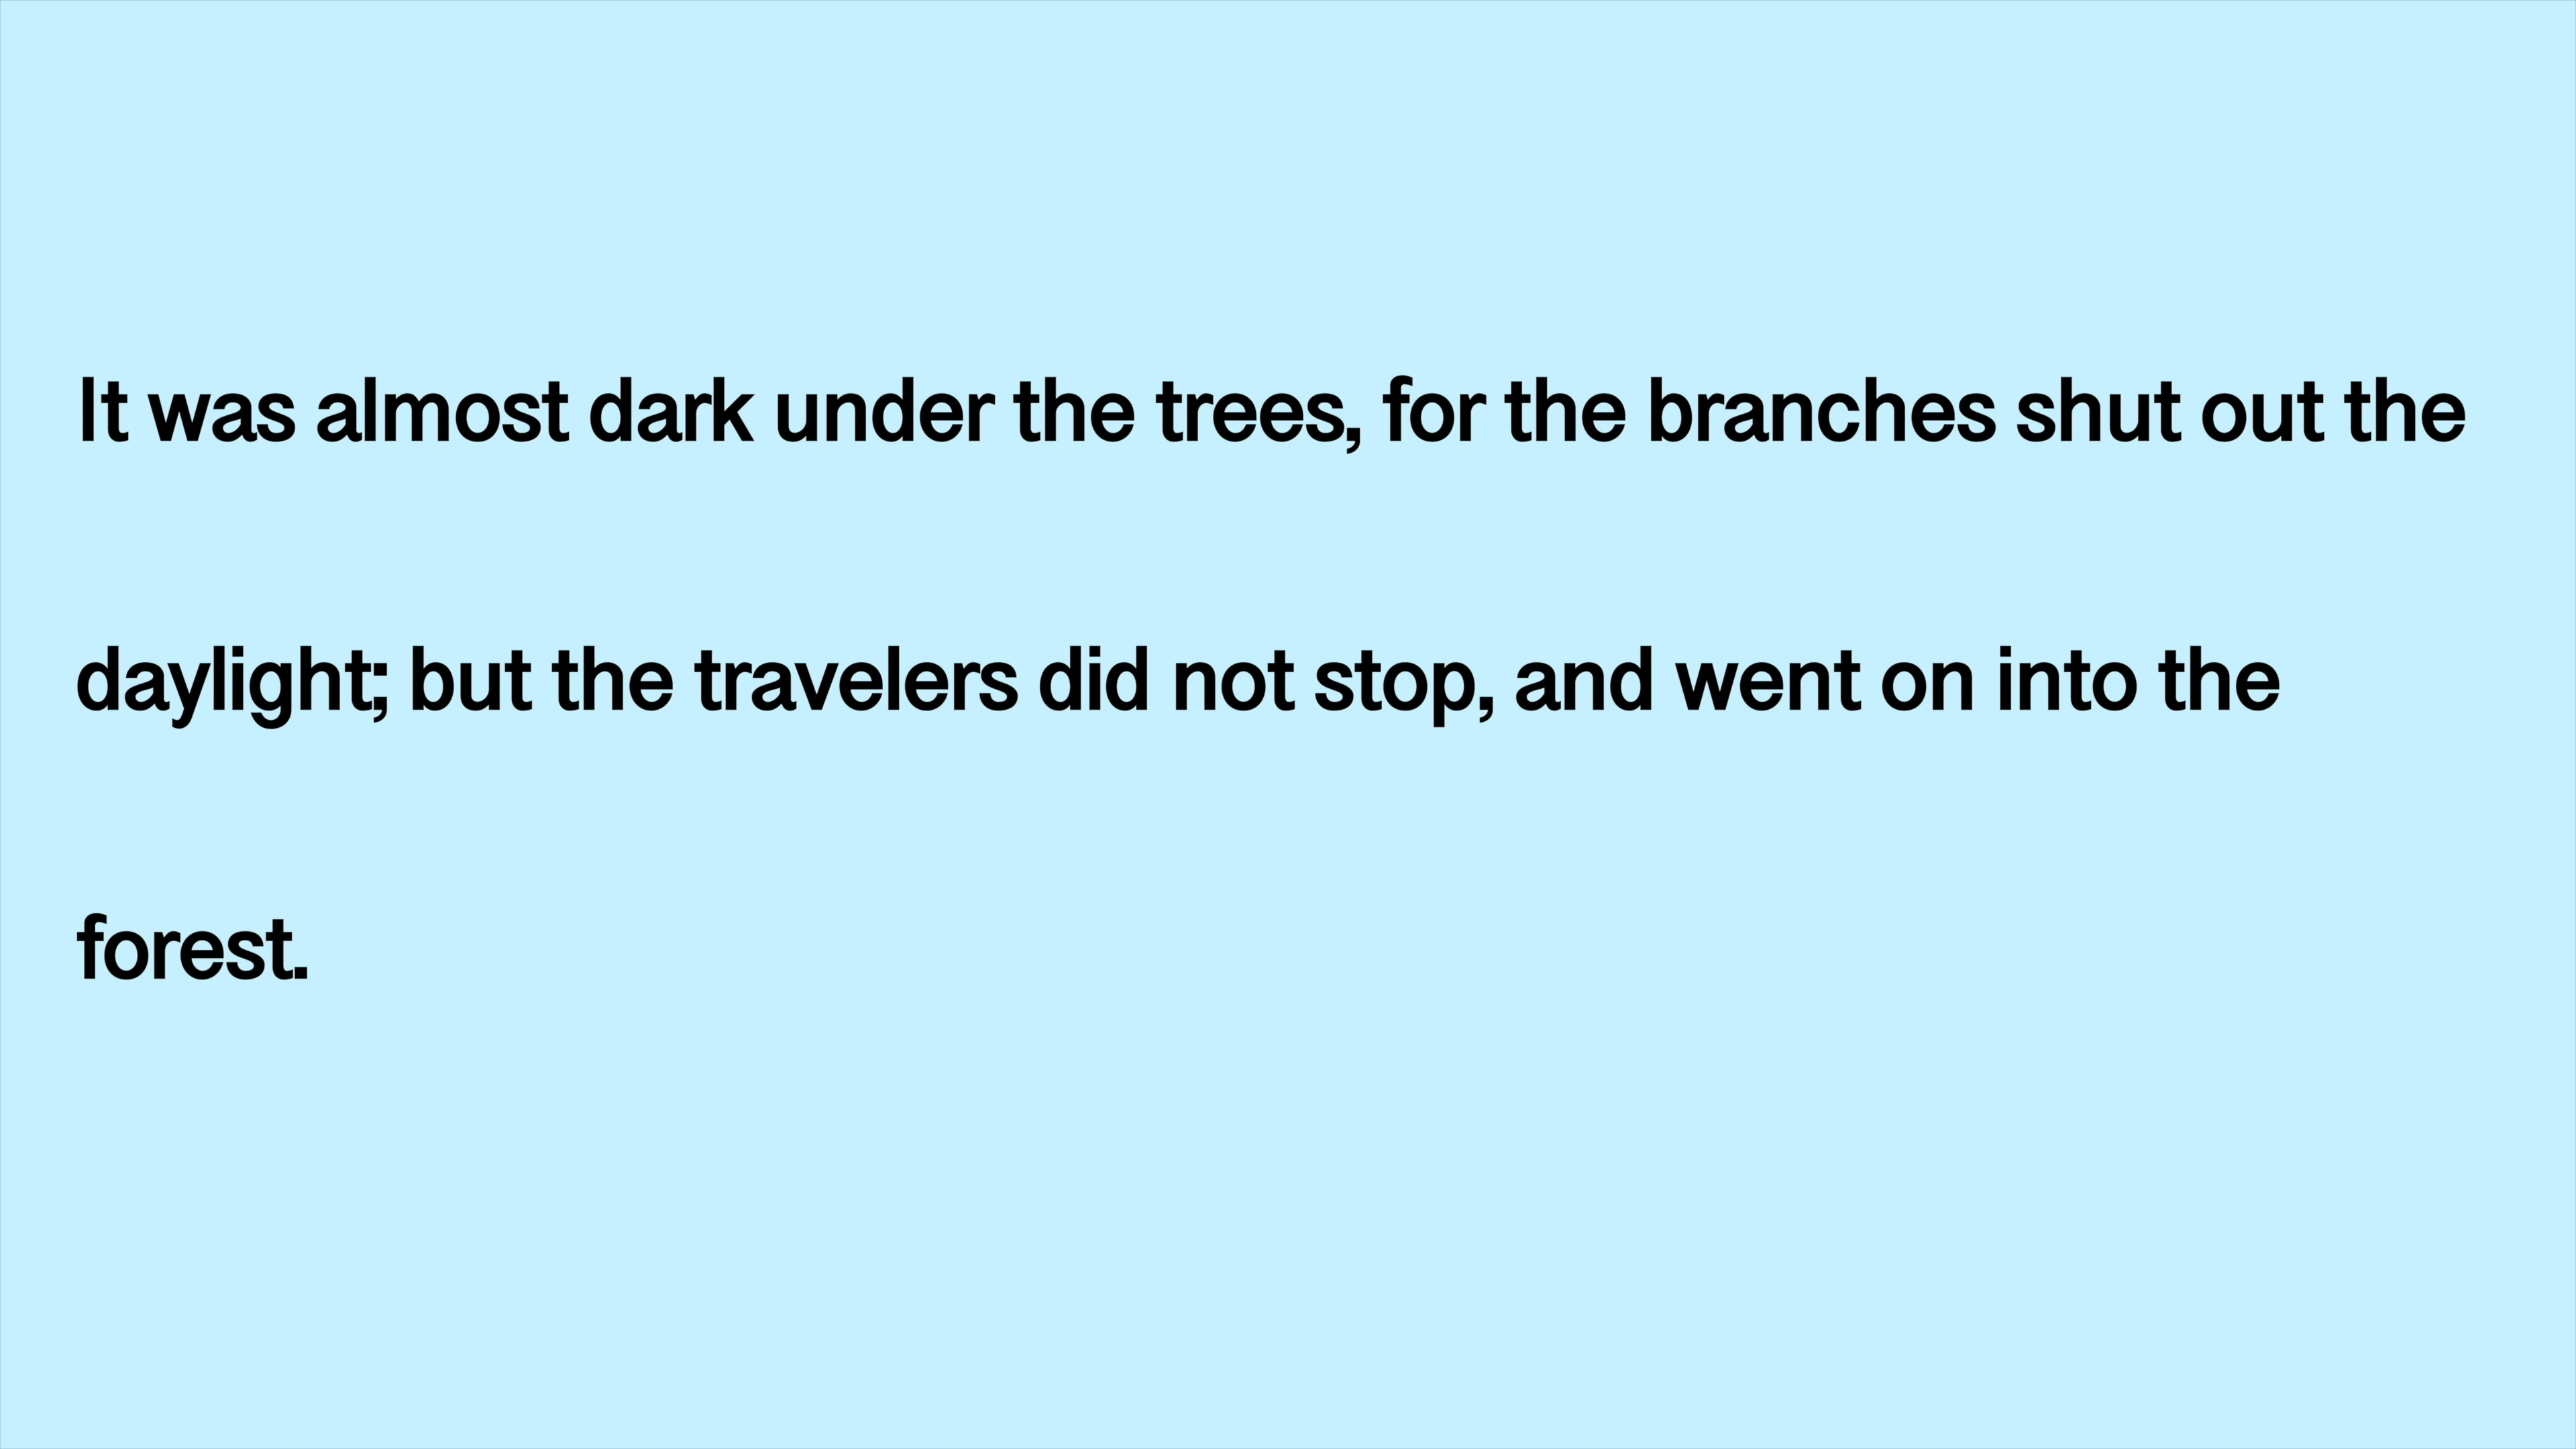 It was almost dark under the trees, for the branches shut out the
daylight; but the travelers did not stop, and went on into the
forest.